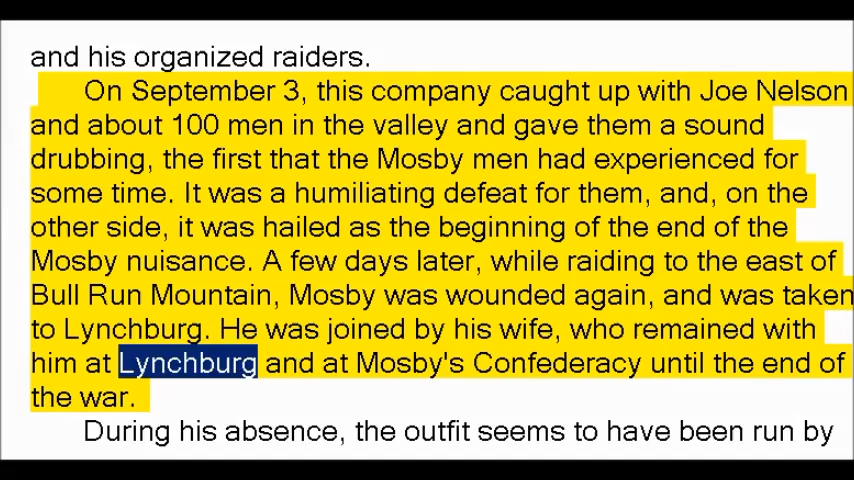 and his organized raiders.
On September 3, this company caught up with Joe Nelson
and about 100 men in the valley and gave them a sound
drubbing, the first that the Mosby men had experienced for
some time. It was a humiliating defeat for them, and, on the
other side, it was hailed as the beginning of the end of the
Mosby nuisance. A few days later, while raiding to the east of
Bull Run Mountain, Mosby was wounded again, and was taken
to Lynchburg. He was joined by his wife, who remained with
him at Lynchburg and at Mosby's Confederacy until the end of
the war.
During his absence, the outfit seems to have been run by